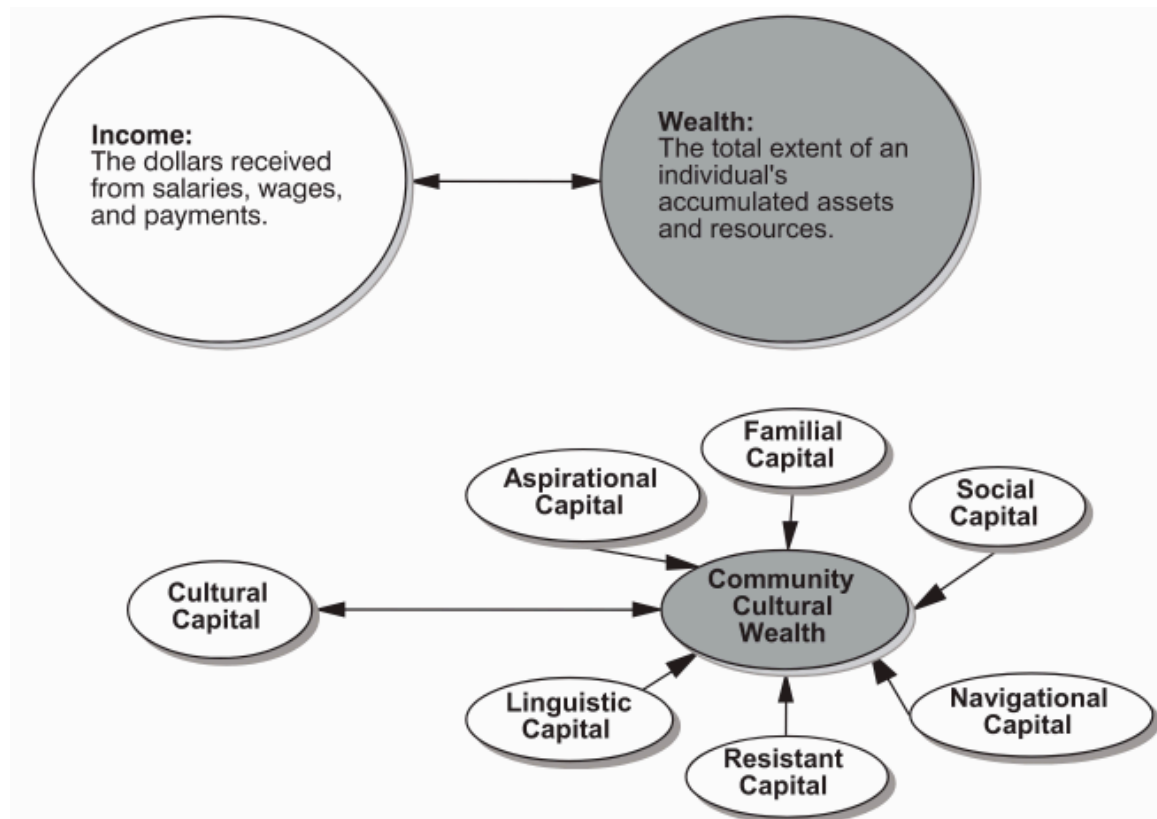 Income:
The dollars received
from salaries, wages,
and payments.
Wealth:
The total extent of an
individual's
accumulated assets
and resources.
Familial
Capital
Aspirational
Capital
Social
Capital
Cultural
Capital
Community
Cultural
Wealth
Linguistic
Capital
Navigational
Capital
Resistant
Capital